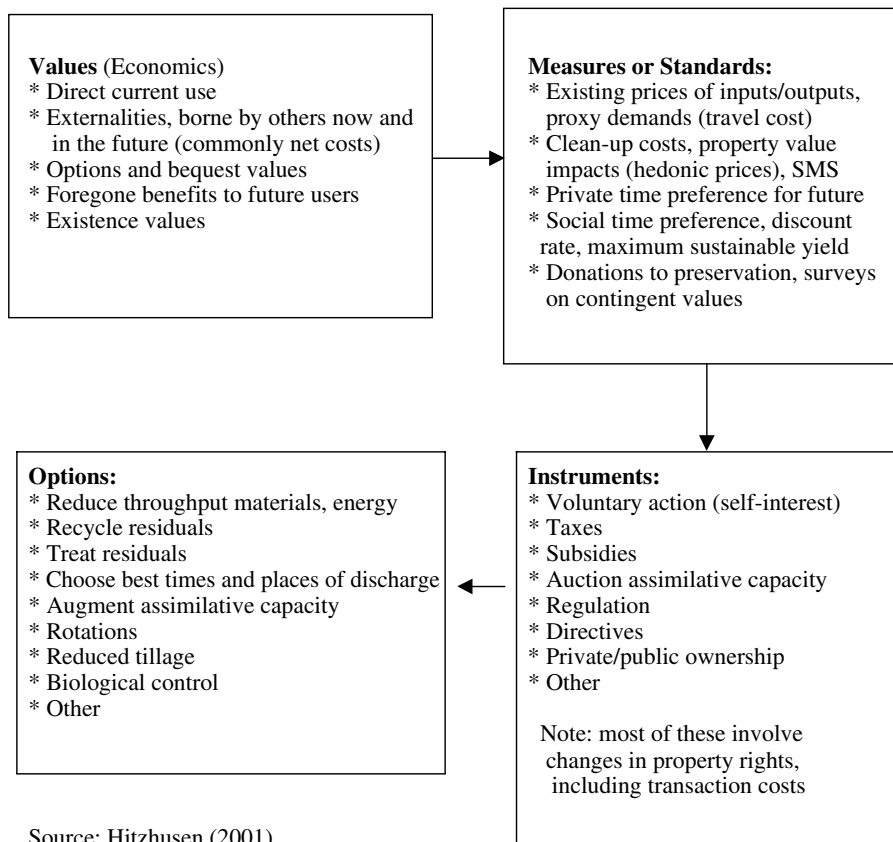 Values (Economics)
* Direct current use
* Externalities, borne by others now and
in the future (commonly net costs)
* Options and bequest values
* Foregone benefits to future users
* Existence values
Measures or Standards:
* Existing prices of inputs/outputs,
proxy demands (travel cost)
* Clean-up costs, property value
impacts (hedonic prices), SMS
* Private time preference for future
* Social time preference, discount
rate, maximum sustainable yield
* Donations to preservation, surveys
on contingent values
Options:
* Reduce throughput materials, energy
* Recycle residuals
* Treat residuals
* Choose best times and places of discharge
* Augment assimilative capacity
* Rotations
* Reduced tillage
* Biological control
* Other
Instruments:
* Voluntary action (self-interest)
* Taxes
* Subsidies
* Auction assimilative capacity
* Regulation
* Directives
* Private/public ownership
* Other
Note: most of these involve
changes in property rights,
including transaction costs
Source: Hitzhusen (2001)